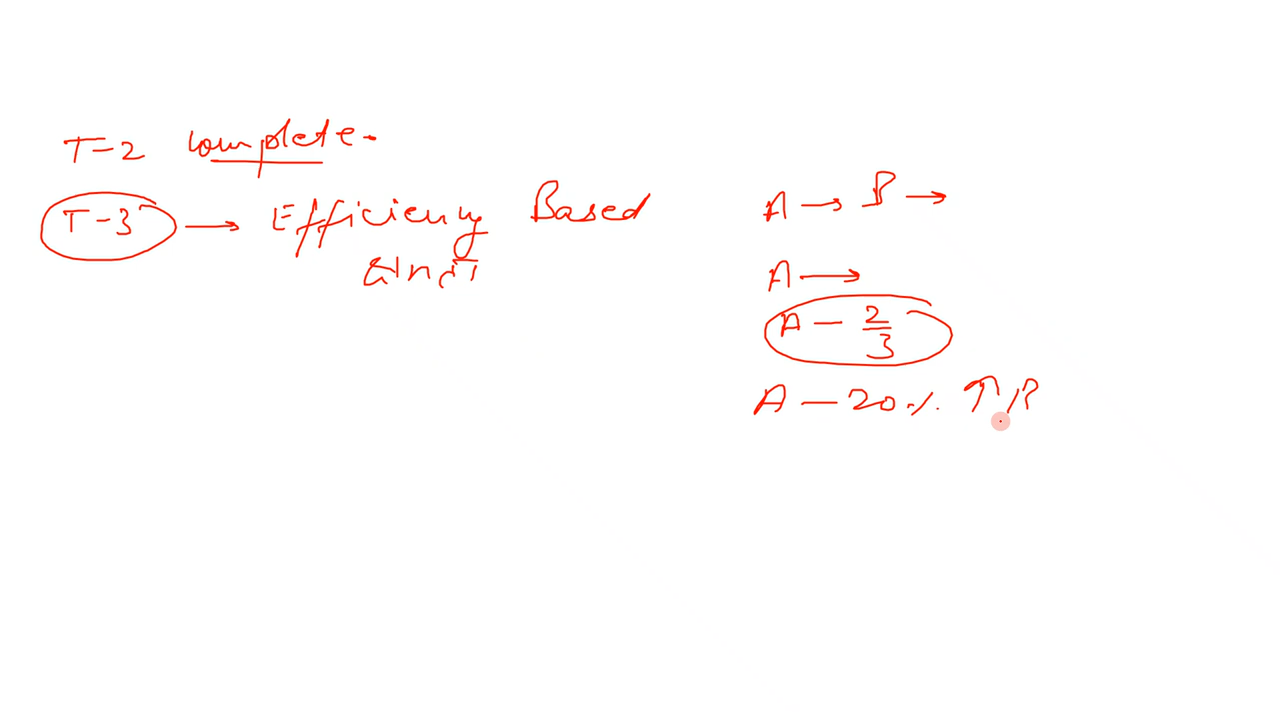 T-2 complete.
T-3 → Efficiency Based
A → B →
A →
A - 2/3
A - 20% ↑ B